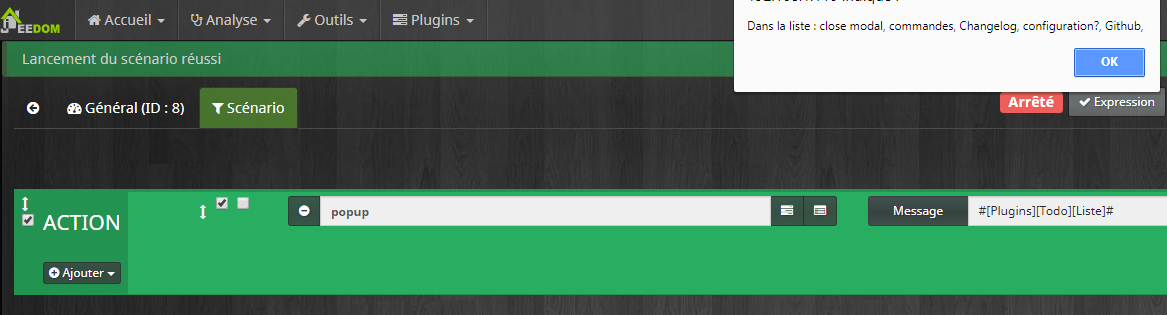 JEEDOM
Accueil
Analyse
Outils
Plugins
Dans la liste : close modal, commandes, Changelog, configuration?, Github,
OK
Lancement du scénario réussi
Général (ID : 8)
Scénario
Arrêté
Expression
ACTION
popup
Message
#[Plugins][Todo][Liste]#
Ajouter